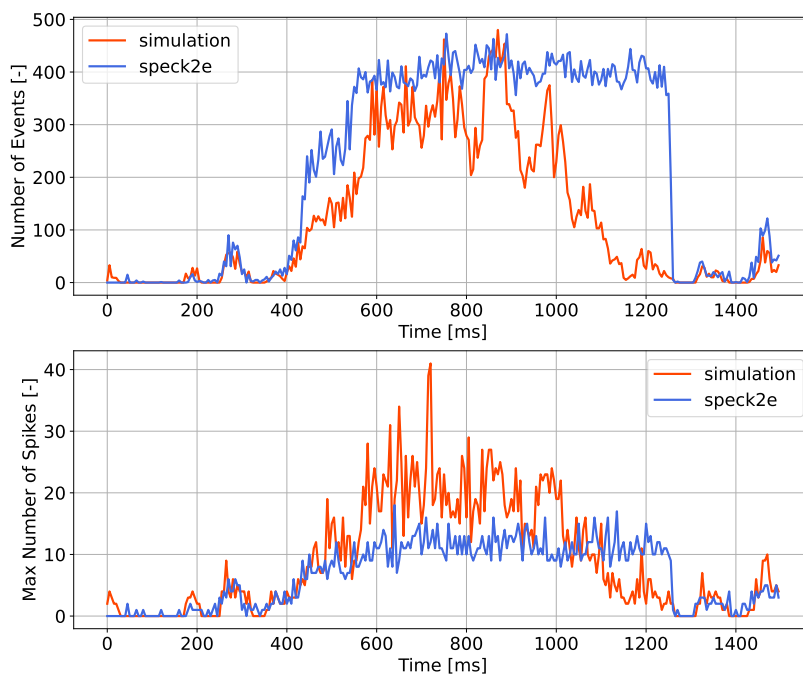 500
400
300
200
100
0
Number of Events [-]
simulation
speck2e
0 200 400 600 800 1000 1200 1400
Time [ms]
40
30
20
10
0
Max Number of Spikes [-]
simulation
speck2e
0 200 400 600 800 1000 1200 1400
Time [ms]